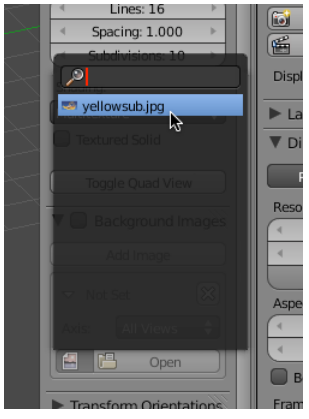 Lines: 16
Spacing: 1.000
Subdivisions: 10
yellowsub.jpg
Textured Solid
Toggle Quad View
Background Images
Add Image
Not Set
Axis: All Views
Open
Transform Orientations
Displ
La
Di
Reso
Aspe
B
Fram